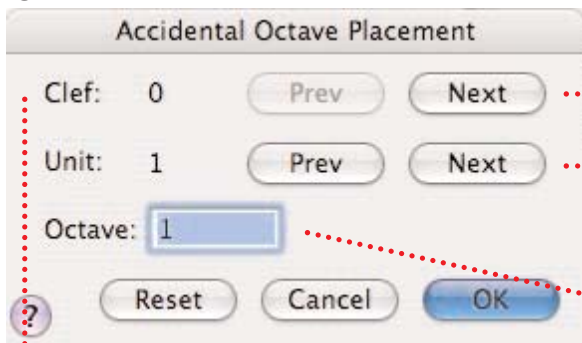 Accidental Octave Placement
Clef: 0 Prev Next
Unit: 1 Prev Next
Octave: 1
? Reset Cancel OK